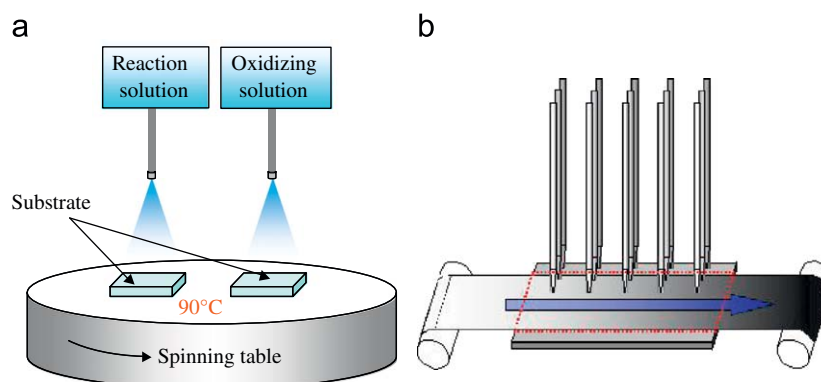 a
b
Reaction
solution
Oxidizing
solution
Substrate
90°C
Spinning table